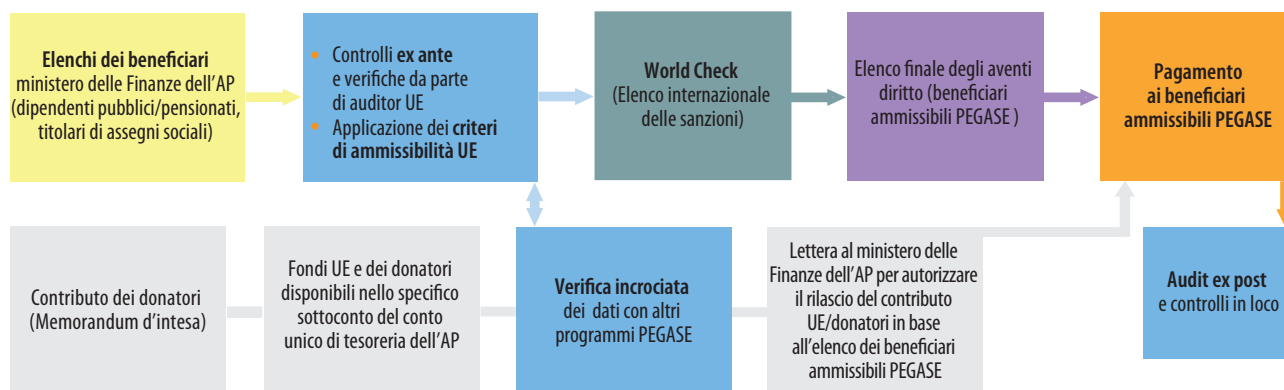 Elenchi dei beneficiari
ministero delle Finanze dell'AP
(dipendenti pubblici/pensionati,
titolari di assegni sociali)
• Controlli ex ante
e verifiche da parte
di auditor UE
• Applicazione dei criteri
di ammissibilità UE
World Check
(Elenco internazionale
delle sanzioni)
Elenco finale degli aventi
diritto (beneficiari
ammissibili PEGASE )
Pagamento
ai beneficiari
ammissibili PEGASE
Contributo dei donatori
(Memorandum d'intesa)
Fondi UE e dei donatori
disponibili nello specifico
sottoconto del conto
unico di tesoreria dell'AP
Verifica incrociata
dei dati con altri
programmi PEGASE
Lettera al ministero delle
Finanze dell'AP per autorizzare
il rilascio del contributo
UE/donatori in base
all'elenco dei beneficiari
ammissibili PEGASE
Audit ex post
e controlli in loco